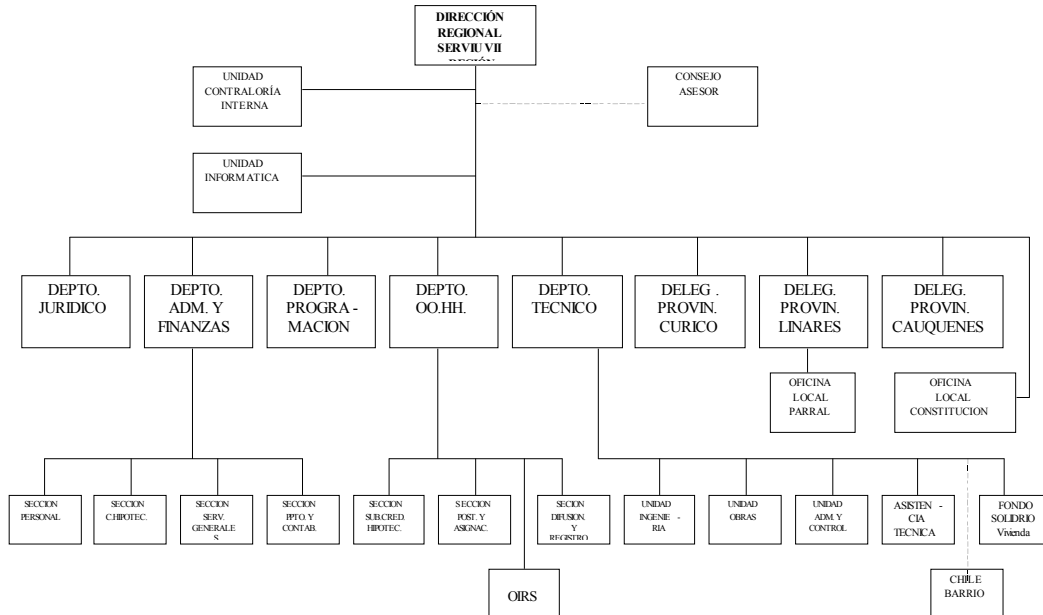 DIRECCIÓN
REGIONAL
SERVIU VII
REGIÓN
UNIDAD
CONTRALORÍA
INTERNA
CONSEJO
ASESOR
UNIDAD
INFORMATICA
DEPTO.
JURIDICO
DEPTO.
ADM. Y
FINANZAS
DEPTO.
PROGRA -
MACION
DEPTO.
OO.HH.
DEPTO.
TECNICO
DELEG .
PROVIN.
CURICO
DELEG.
PROVIN.
LINARES
DELEG.
PROVIN.
CAUQUENES
OFICINA
LOCAL
PARRAL
OFICINA
LOCAL
CONSTITUCION
SECCION
PERSONAL
SECCION
C.HIPOTEC.
SECCION
SERV.
GENERALE
S
SECCION
PPTO. Y
CONTAB.
SECCION
SUB.CRED.
HIPOTEC.
SECCION
POST. Y
ASIGNAC.
SECION
DIFUSION.
Y
REGISTRO
UNIDAD
INGENIE -
RIA
UNIDAD
OBRAS
UNIDAD
ADM. Y
CONTROL
ASISTEN -
CIA
TECNICA
FONDO
SOLIDRIO
Vivienda
OIRS
CHILE
BARRIO